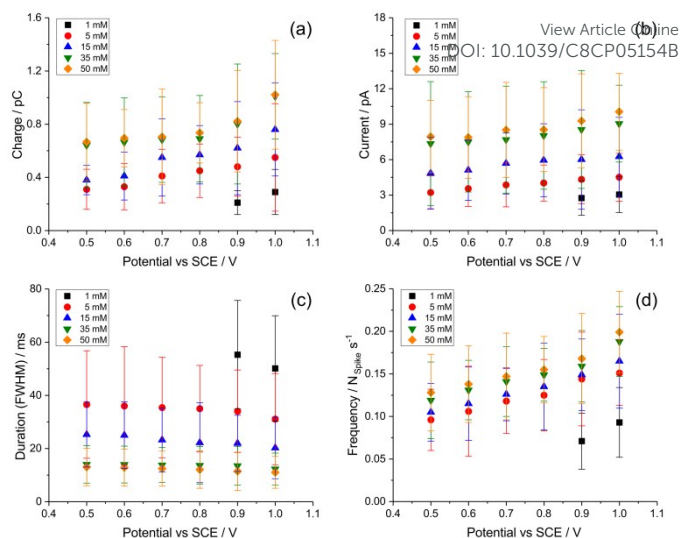 View Article Online
DOI: 10.1039/C8CP05154B
(a)
1 mM
5 mM
15 mM
35 mM
50 mM
Charge / pC
1.6
1.2
0.8
0.4
0.0
0.4 0.5 0.6 0.7 0.8 0.9 1.0 1.1
Potential vs SCE / V
(b)
1 mM
5 mM
15 mM
35 mM
50 mM
Current / pA
18
15
12
9
6
3
0
0.4 0.5 0.6 0.7 0.8 0.9 1.0 1.1
Potential vs SCE / V
(c)
1 mM
5 mM
15 mM
35 mM
50 mM
Duration (FWHM) / ms
80
60
40
20
0
0.4 0.5 0.6 0.7 0.8 0.9 1.0 1.1
Potential vs SCE / V
(d)
1 mM
5 mM
15 mM
35 mM
50 mM
Frequency / N Spike s-1
0.25
0.20
0.15
0.10
0.05
0.00
0.4 0.5 0.6 0.7 0.8 0.9 1.0 1.1
Potential vs SCE / V